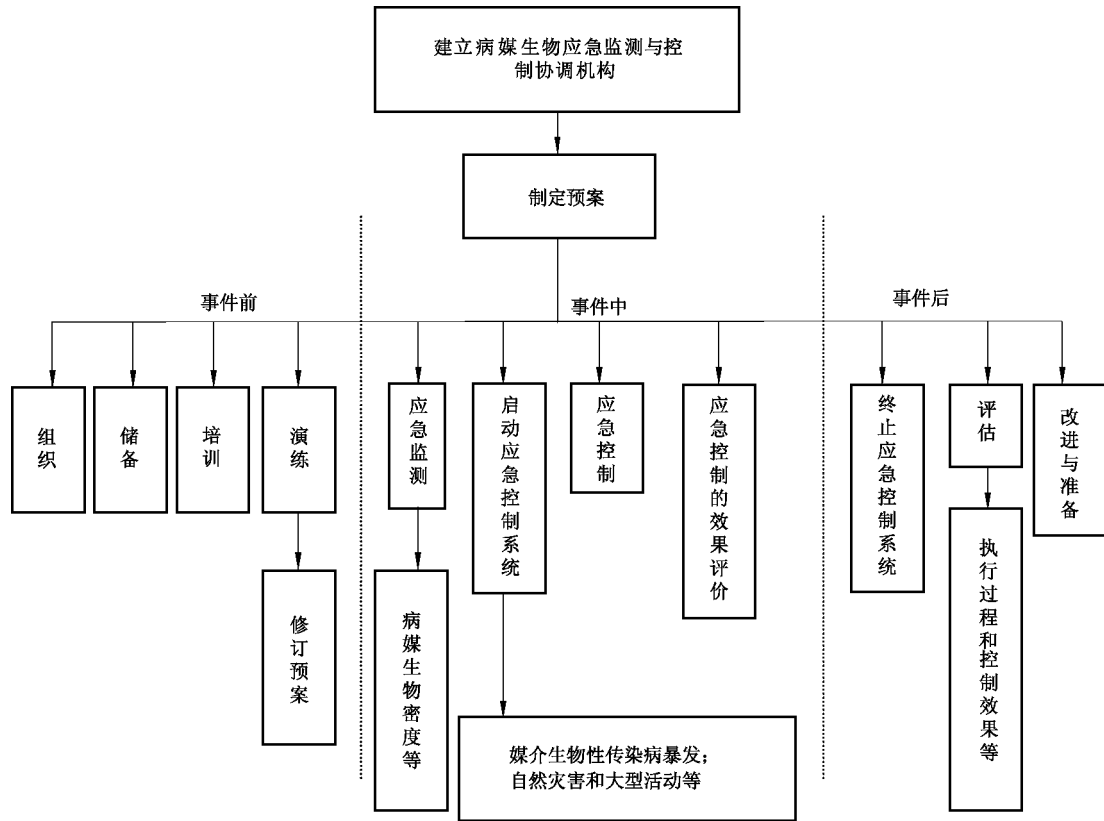 建立病媒生物应急监测与控
制协调机构
制定预案
事件前
事件中
事件后
组织
储备
培训
演练
应急监测
启动应急控制系统
应急控制
应急控制的效果评价
终止应急控制系统
评估
改进与准备
修订预案
病媒生物密度等
媒介生物性传染病暴发；
自然灾害和大型活动等
执行过程和控制效果等